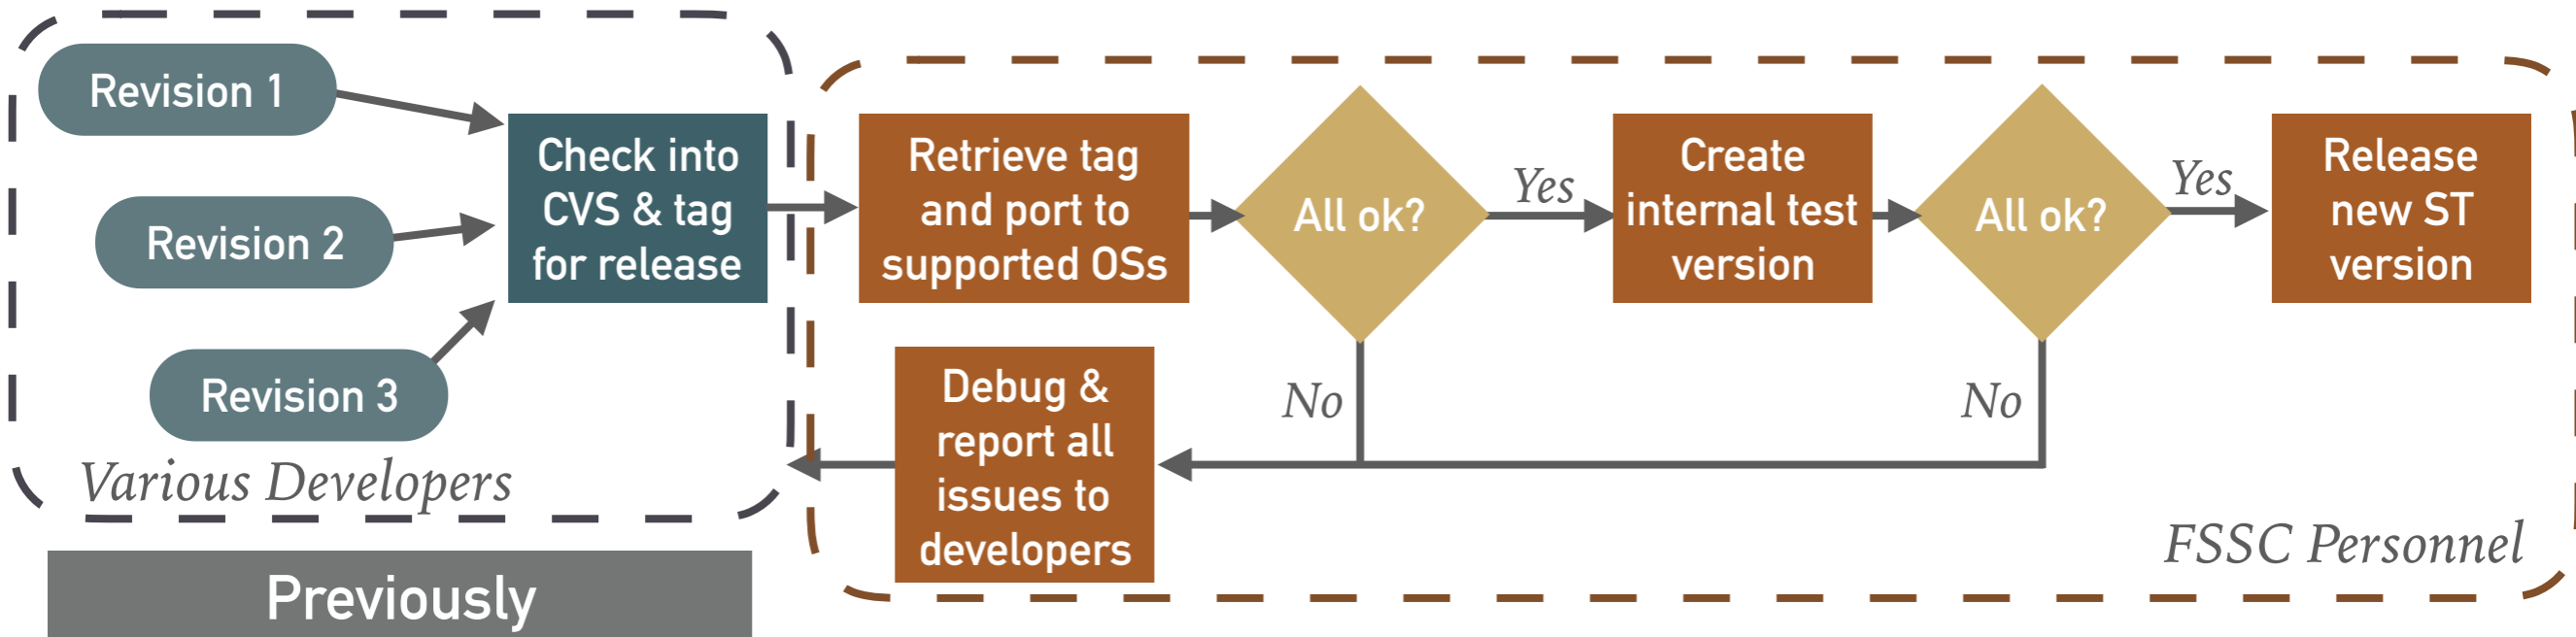 Revision 1
Revision 2
Revision 3
Check into
CVS & tag
for release
Various Developers
Previously
Retrieve tag
and port to
supported OSs
All ok?
Yes
No
Create
internal test
version
All ok?
Yes
No
Release
new ST
version
Debug &
report all
issues to
developers
FSSC Personnel